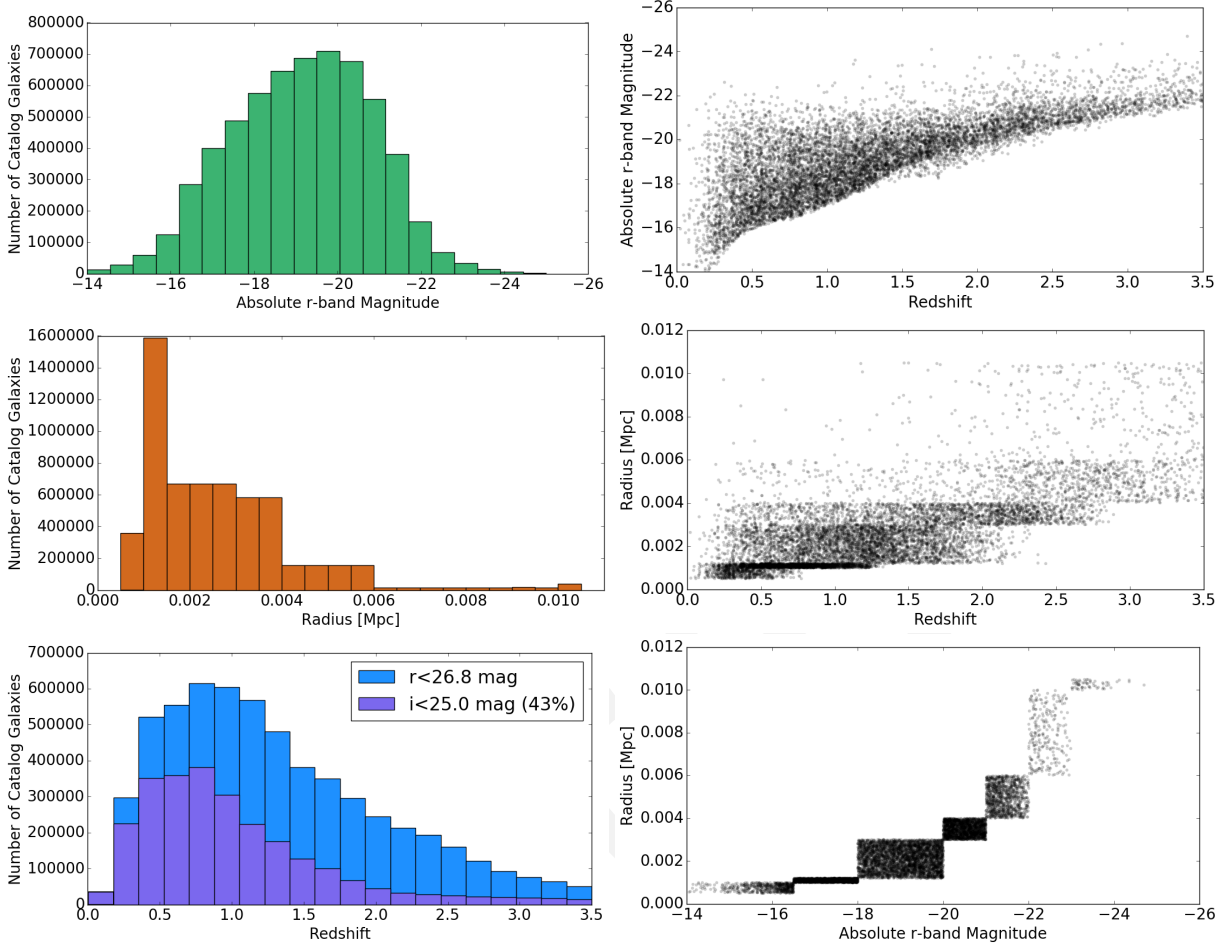 800000
700000
600000
500000
400000
300000
200000
100000
0
Number of Catalog Galaxies
−14 −16 −18 −20 −22 −24 −26
Absolute r-band Magnitude
−26
−24
−22
−20
−18
−16
−14
Absolute r-band Magnitude
0.0 0.5 1.0 1.5 2.0 2.5 3.0 3.5
Redshift
1600000
1400000
1200000
1000000
800000
600000
400000
200000
0
Number of Catalog Galaxies
0.000 0.002 0.004 0.006 0.008 0.010
Radius [Mpc]
0.012
0.010
0.008
0.006
0.004
0.002
0.000
Radius [Mpc]
0.0 0.5 1.0 1.5 2.0 2.5 3.0 3.5
Redshift
700000
600000
500000
400000
300000
200000
100000
0
Number of Catalog Galaxies
r<26.8 mag
i<25.0 mag (43%)
0.0 0.5 1.0 1.5 2.0 2.5 3.0 3.5
Redshift
0.012
0.010
0.008
0.006
0.004
0.002
0.000
Radius [Mpc]
−14 −16 −18 −20 −22 −24 −26
Absolute r-band Magnitude